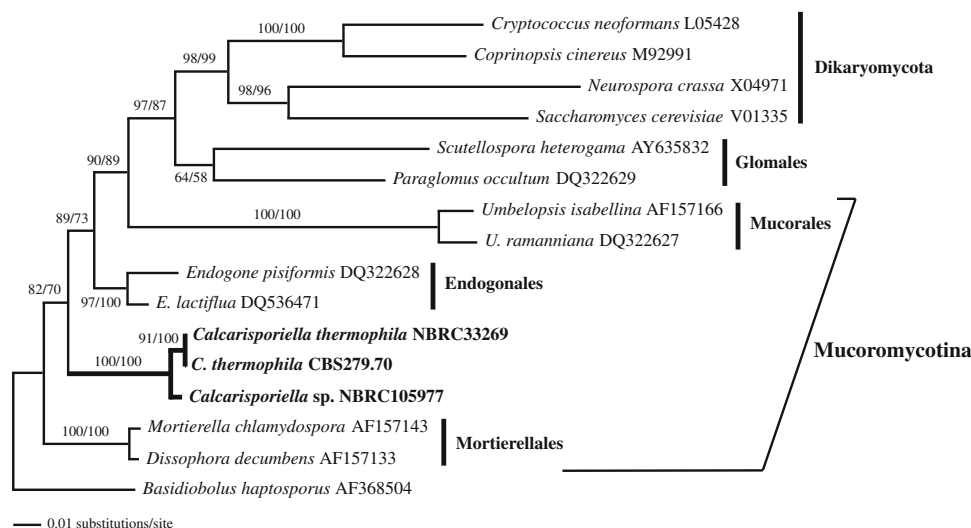 100/100
Cryptococcus neoformans L05428
98/99
Coprinopsis cinereus M92991
Dikaryomycota
97/87
98/96
Neurospora crassa X04971
Saccharomyces cerevisiae V01335
90/89
Scutellospora heterogama AY635832
Glomales
64/58
Paraglomus occultum DQ322629
89/73
100/100
Umbelopsis isabellina AF157166
Mucorales
U. ramanniana DQ322627
82/70
Endogone pisiformis DQ322628
Endogonales
97/100
E. lactiflua DQ536471
91/100
Calcarisporiella thermophila NBRC33269
Mucoromycotina
100/100
C. thermophila CBS279.70
Calcarisporiella sp. NBRC105977
100/100
Mortierella chlamydospora AF157143
Mortierellales
Dissophora decumbens AF157133
Basidiobolus haptosporus AF368504
0.01 substitutions/site